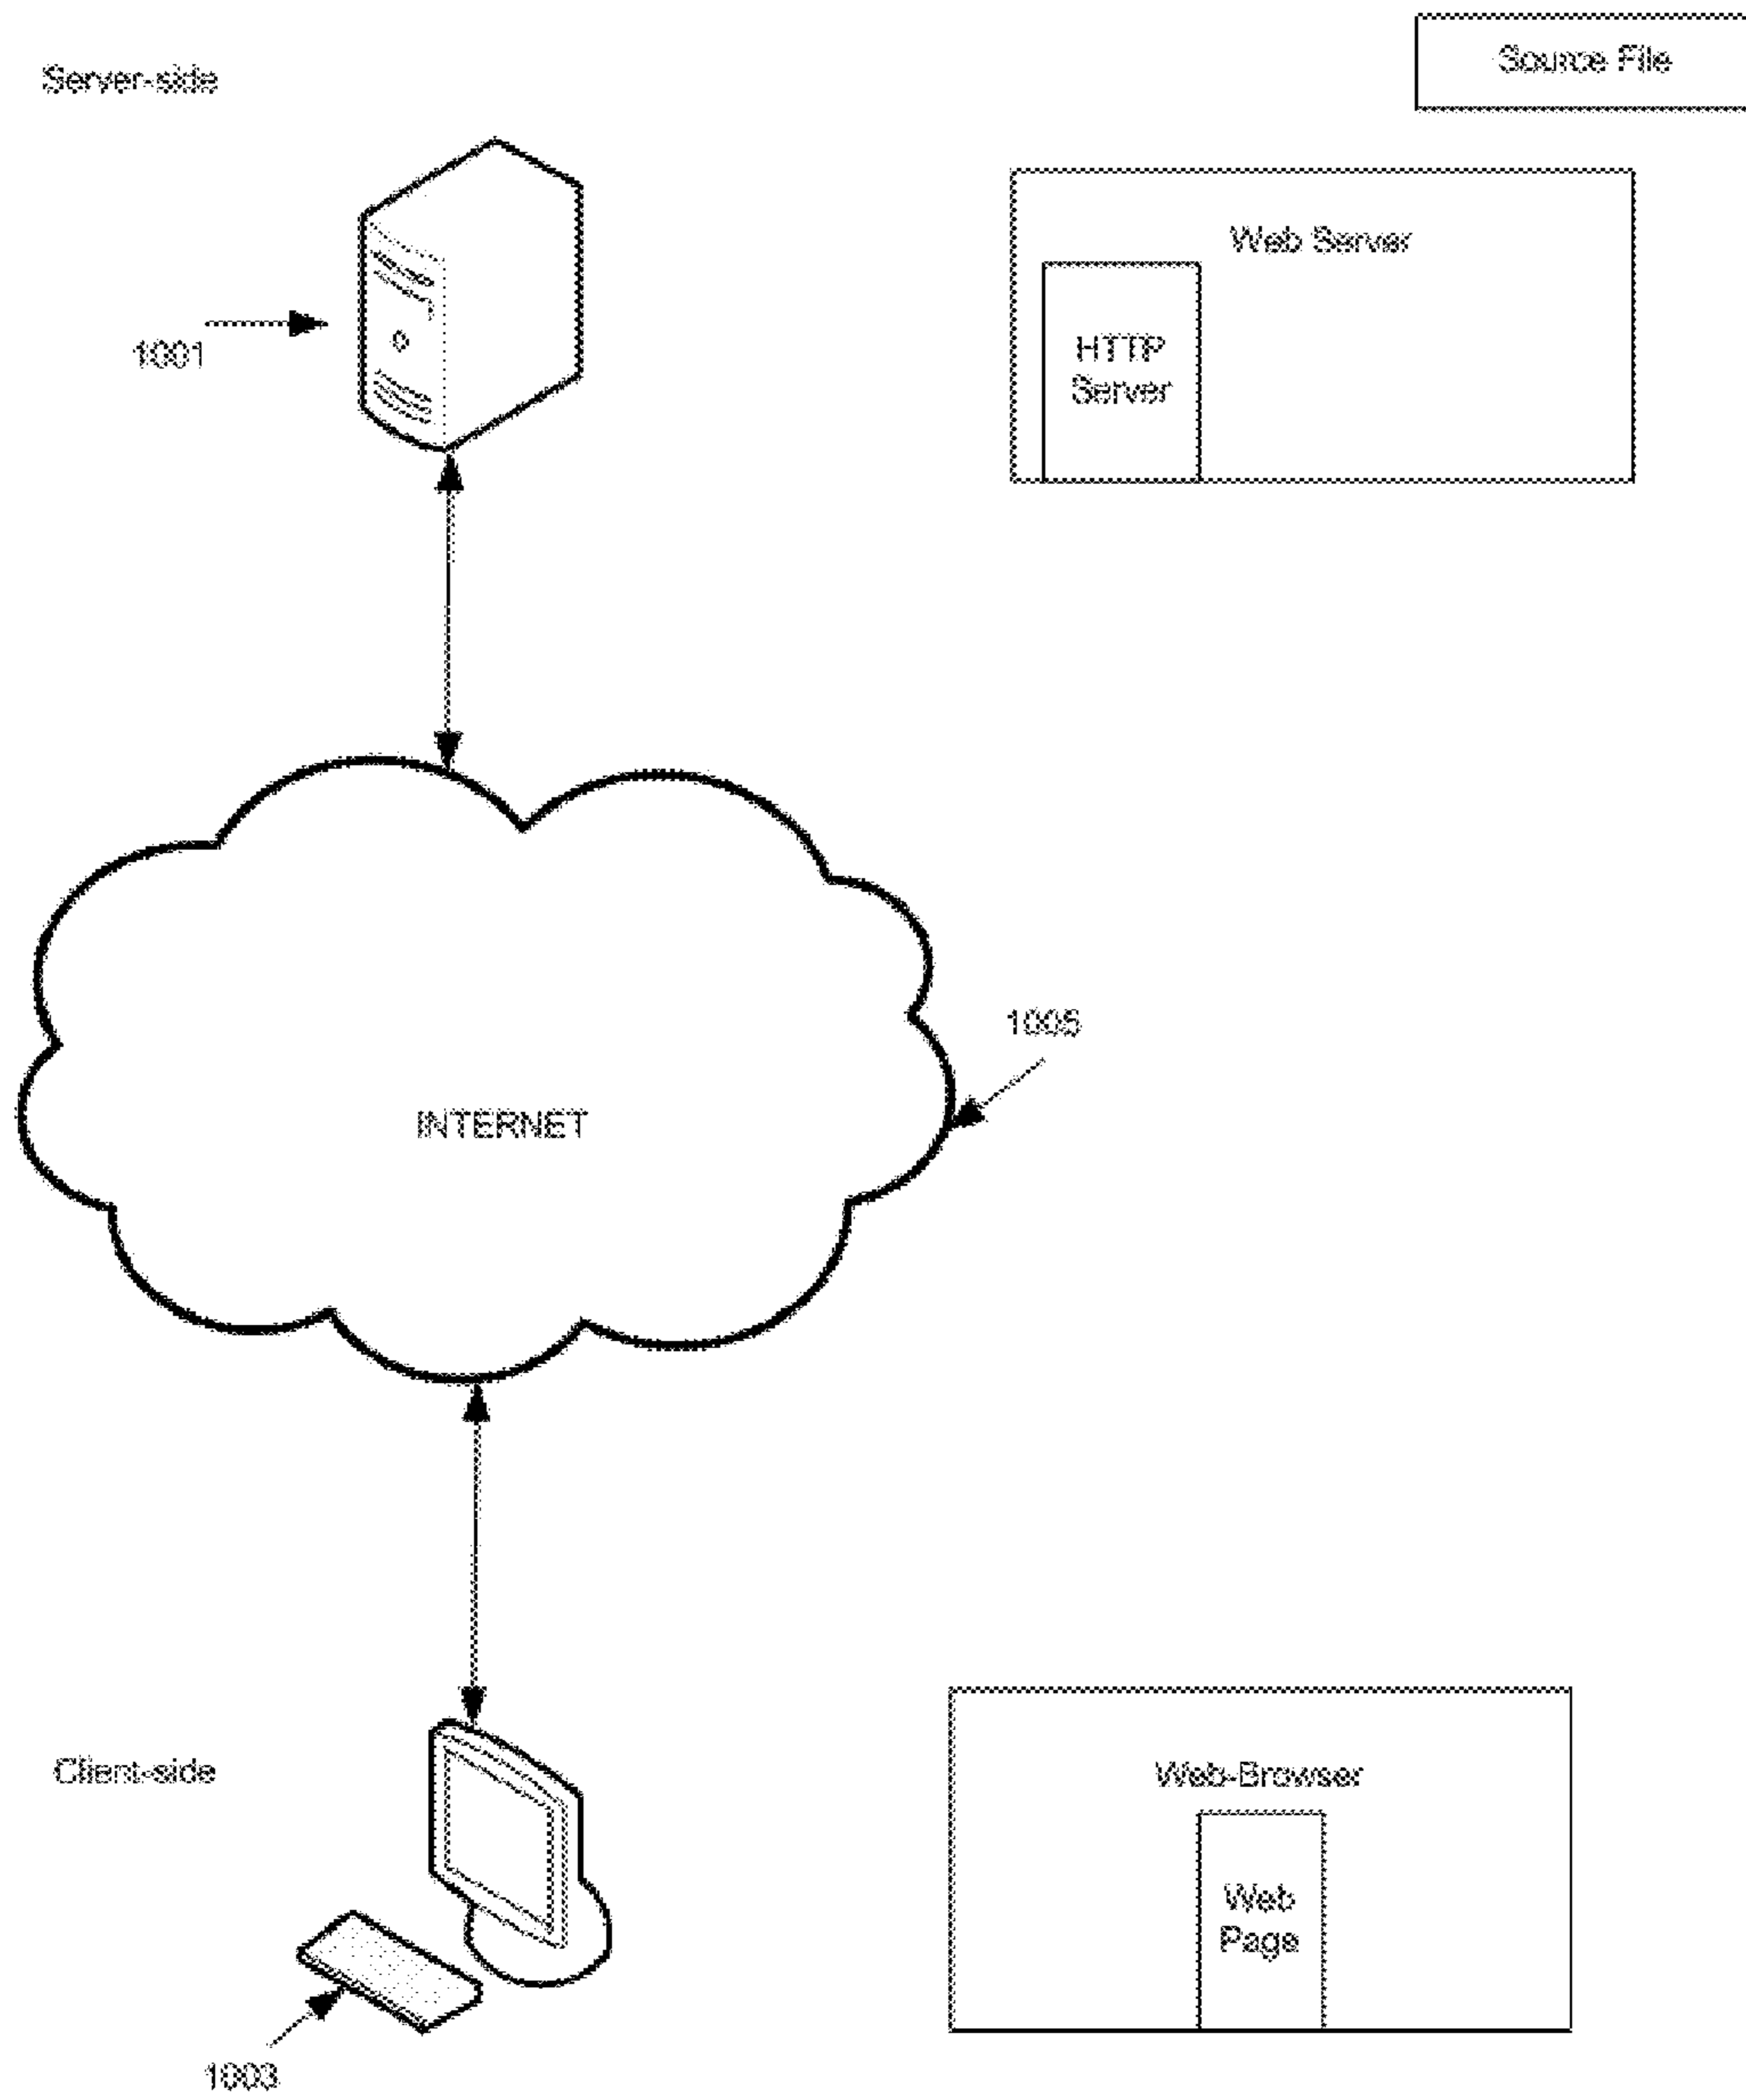 Source File
Server-side
Web Server
1001
HTTP
Server
1005
INTERNET
Client-side
Web-Browser
Web
Page
1003